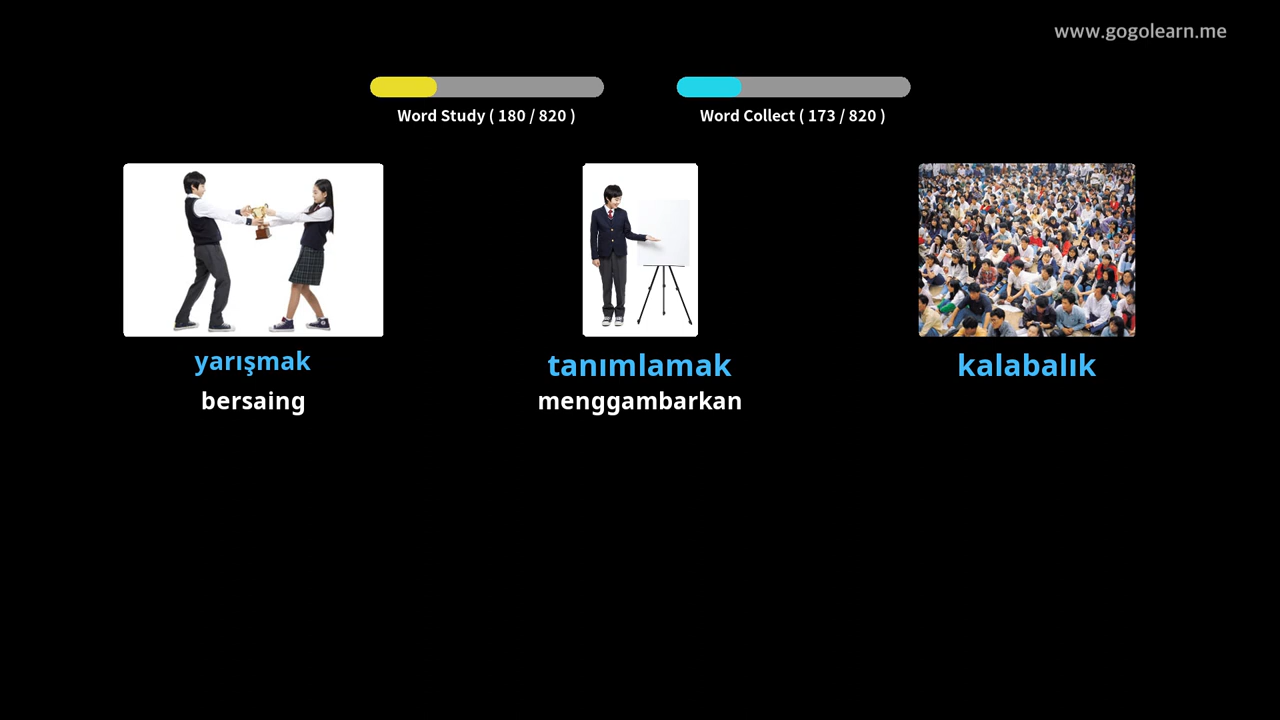 www.gogolearn.me
Word Study ( 180 / 820 )
Word Collect ( 173 / 820 )
yarışmak
bersaing
tanımlamak
menggambarkan
kalabalık